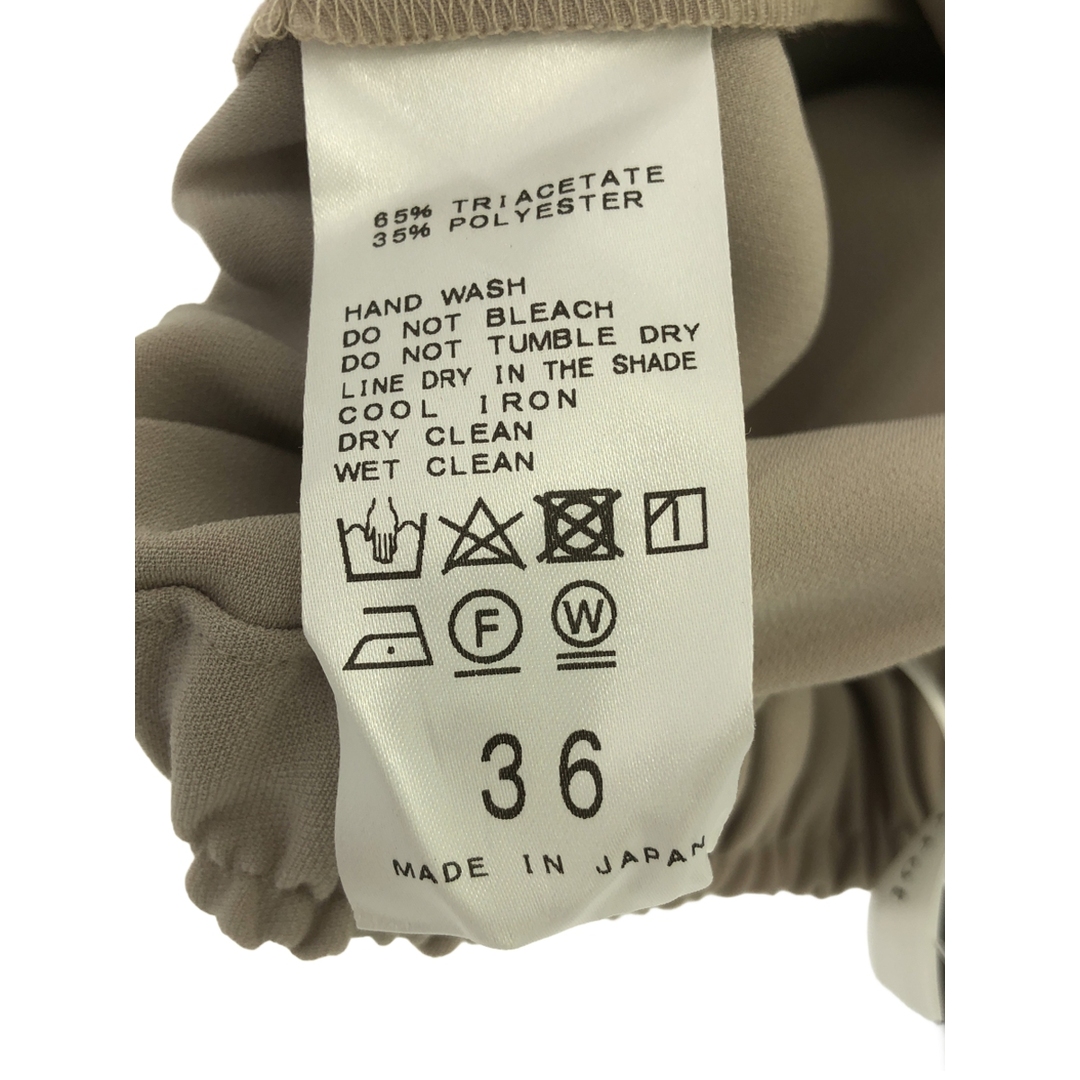 65% TRIACETATE
35% POLYESTER
HAND WASH
DO NOT BLEACH
DO NOT TUMBLE DRY
LINE DRY IN THE SHADE
COOL IRON
DRY CLEAN
WET CLEAN
F W
36
MADE IN JAPAN